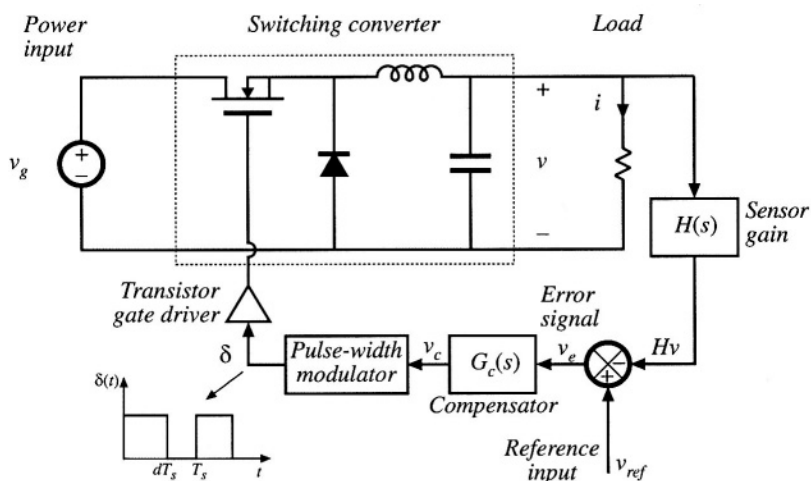 Power
input
Switching converter
Load
+
−
v_g
+
v
−
i
H(s)
Sensor
gain
Transistor
gate driver
δ
Pulse-width
modulator
v_c
G_c(s)
Compensator
Error
signal
v_e
−
+
Hv
Reference
input
v_ref
δ(t)
dT_s
T_s
t